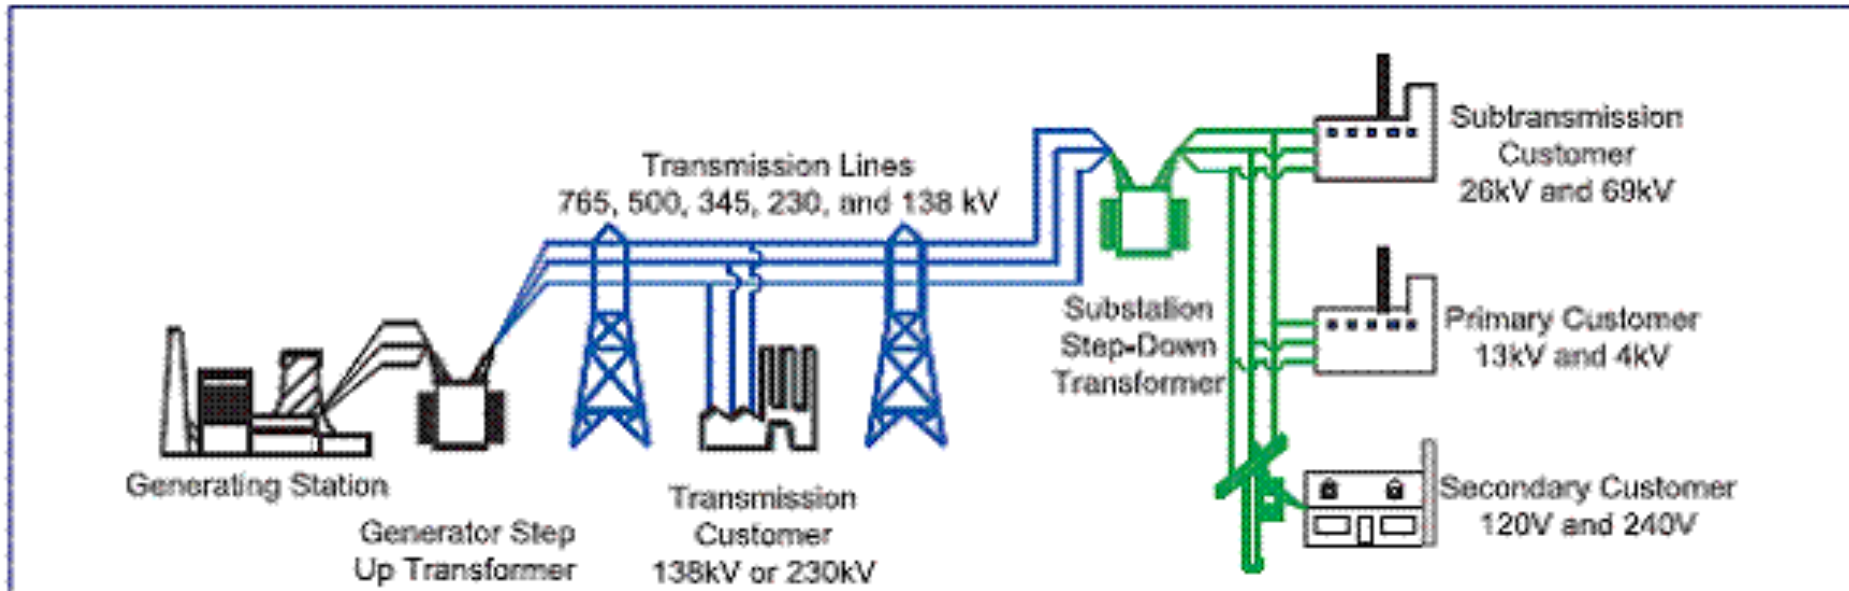 Transmission Lines
765, 500, 345, 230, and 138 kV
Subtransmission
Customer
26kV and 69kV
Substation
Step-Down
Transformer
Primary Customer
13kV and 4kV
Generating Station
Generator Step
Up Transformer
Transmission
Customer
138kV or 230kV
Secondary Customer
120V and 240V